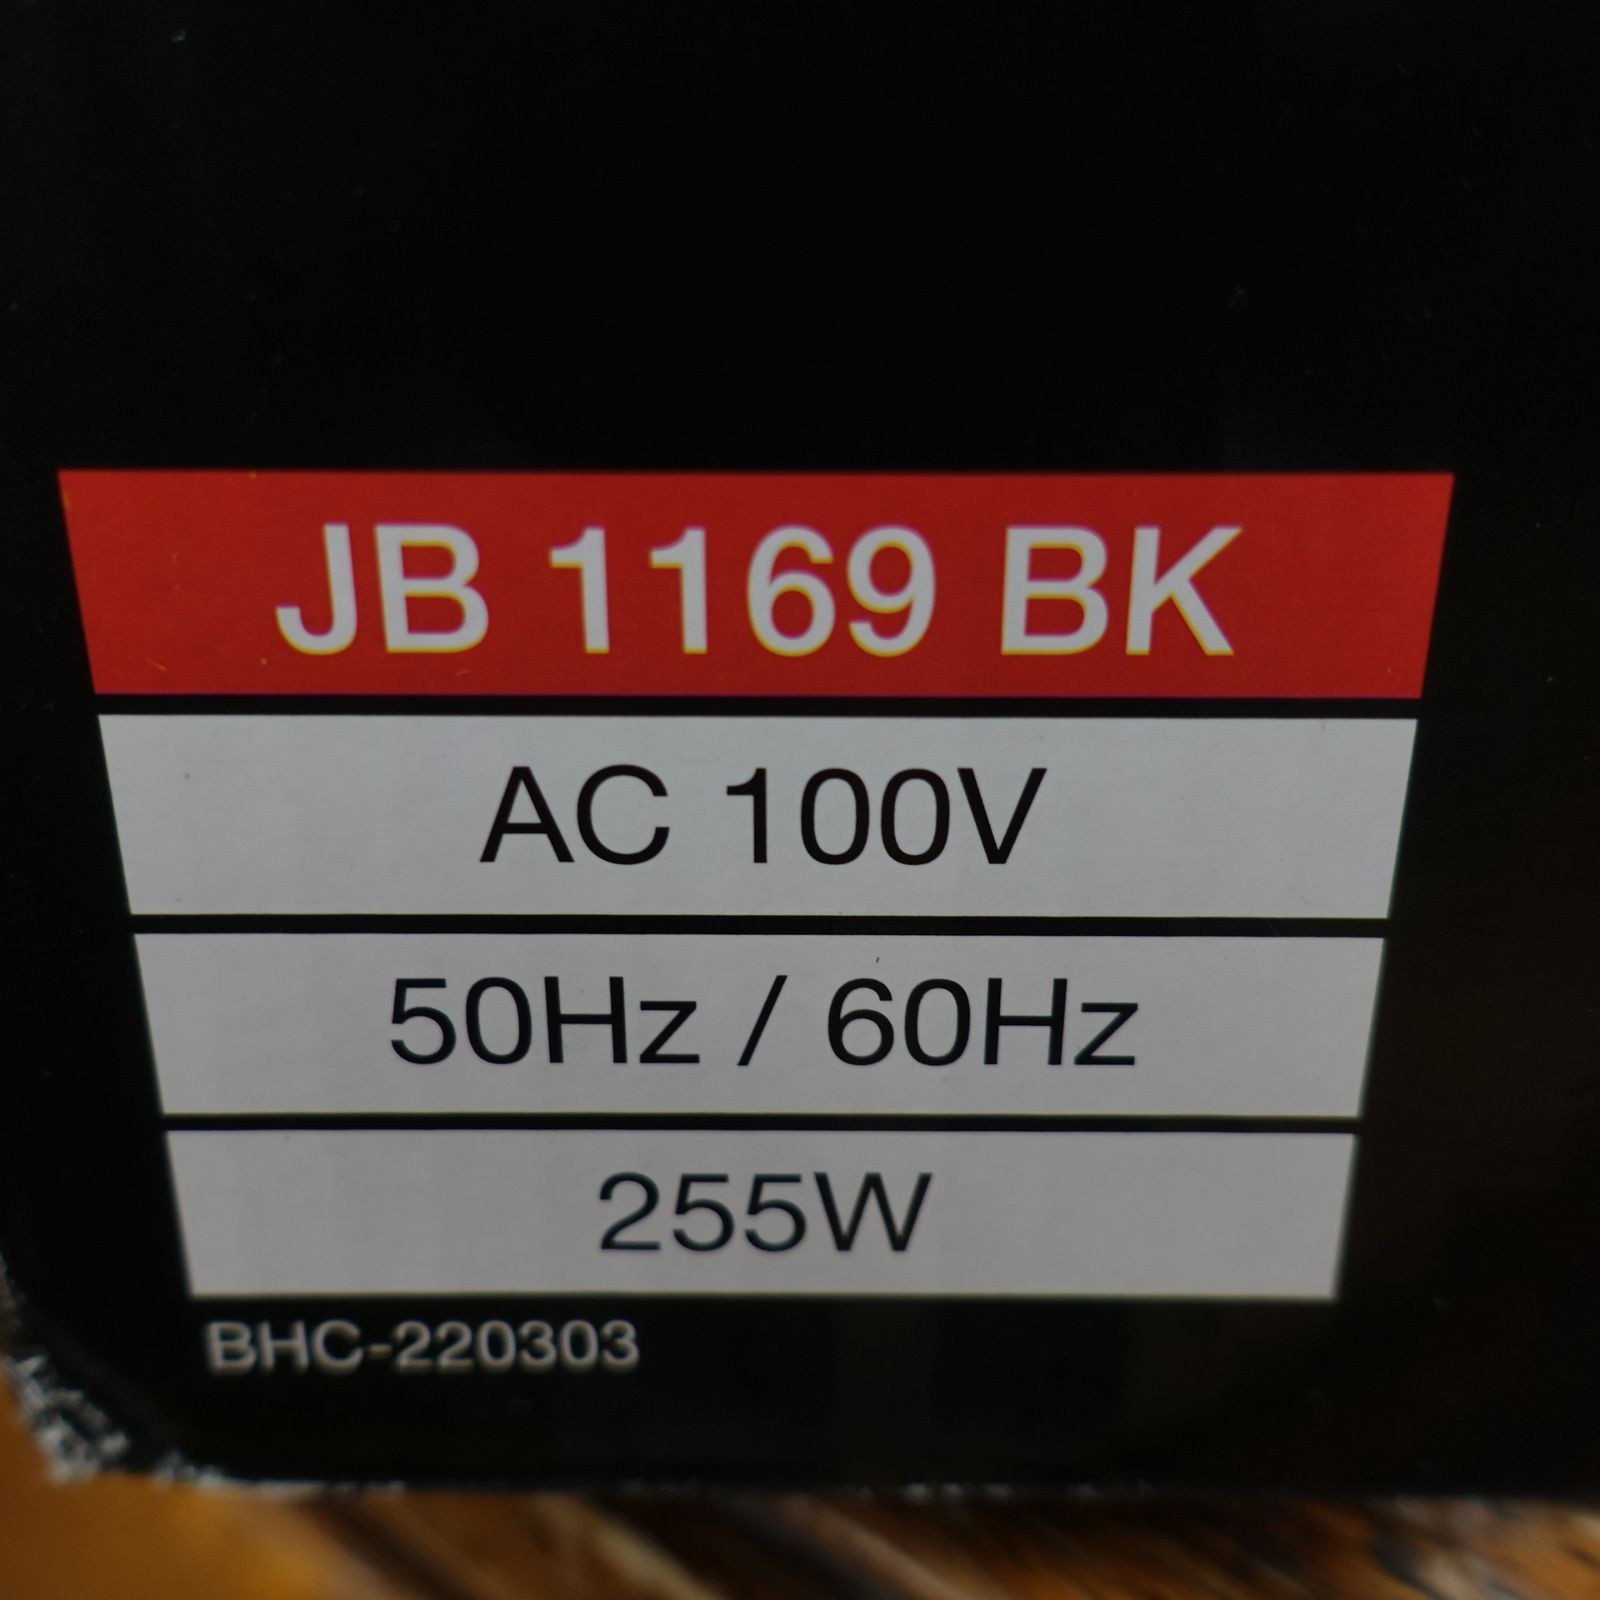 JB 1169 BK
AC 100V
50Hz / 60Hz
255W
BHC-220303